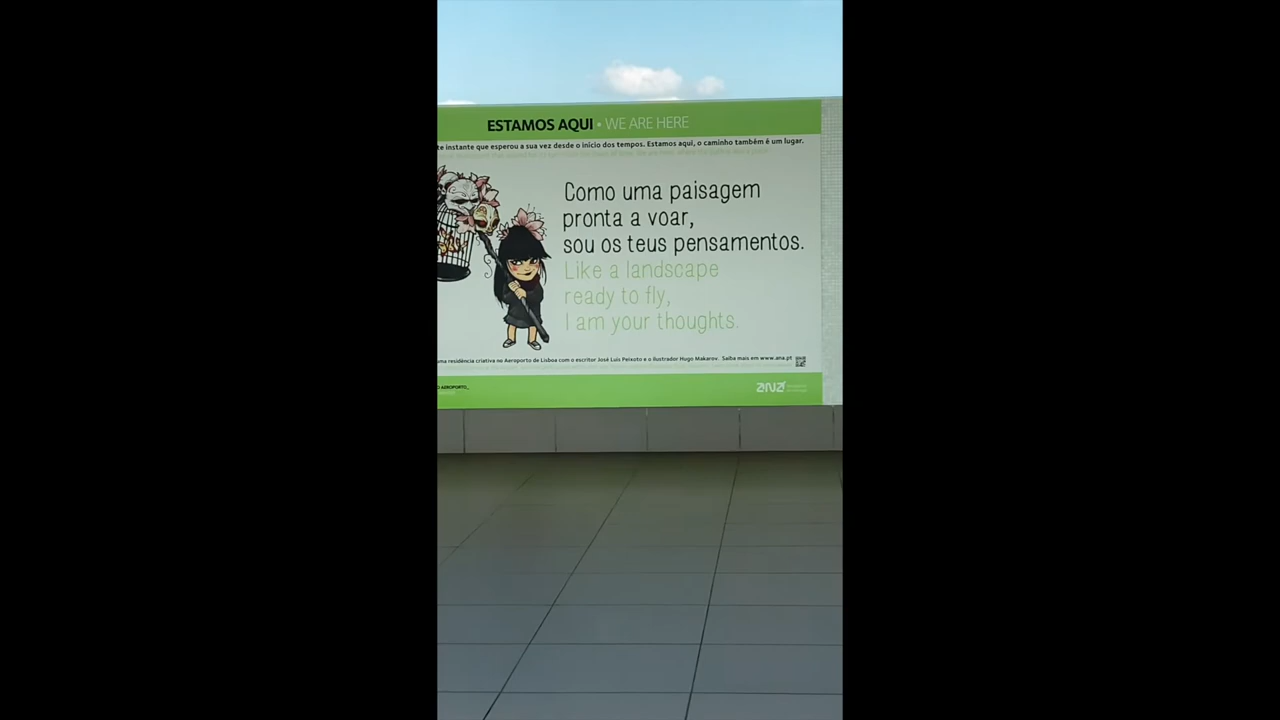 ESTAMOS AQUI • WE ARE HERE
te instante que esperou a sua vez desde o início dos tempos. Estamos aqui, o caminho também é um lugar.
Como uma paisagem
pronta a voar,
sou os teus pensamentos.
Like a landscape
ready to fly,
I am your thoughts.
uma residência criativa no Aeroporto de Lisboa com o escritor José Luís Peixoto e o ilustrador Hugo Makarov. Saiba mais em www.ana.pt
O AEROPORTO_
ana